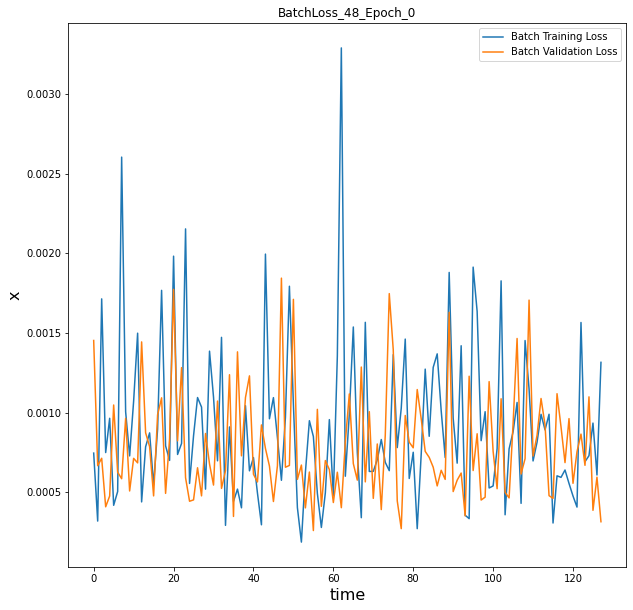 BatchLoss_48_Epoch_0
Batch Training Loss
Batch Validation Loss
0.0030
0.0025
0.0020
0.0015
0.0010
0.0005
x
0 20 40 60 80 100 120
time